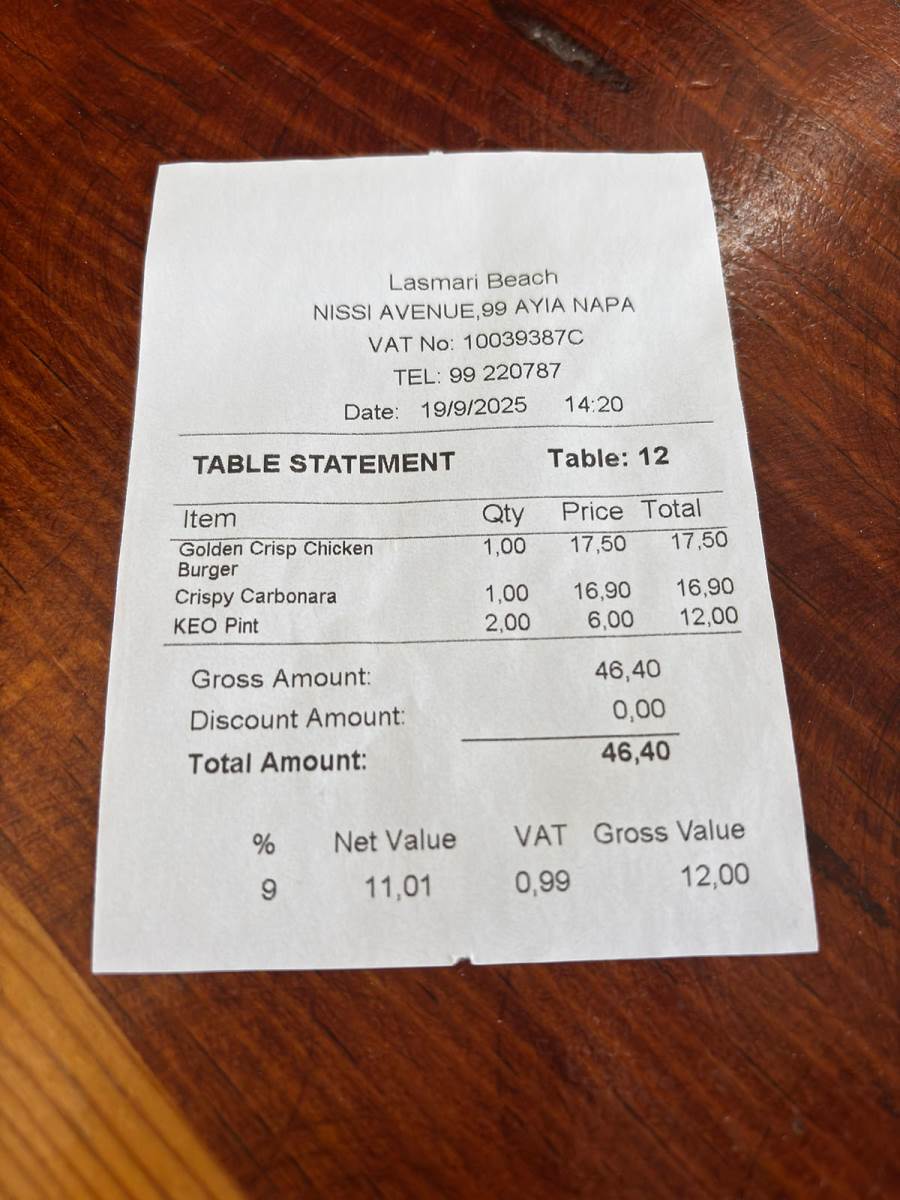 Lasmari Beach
NISSI AVENUE,99 AYIA NAPA
VAT No: 10039387C
TEL: 99 220787
Date: 19/9/2025 14:20
TABLE STATEMENT Table: 12
Item Qty Price Total
Golden Crisp Chicken 1,00 17,50 17,50
Burger
Crispy Carbonara 1,00 16,90 16,90
KEO Pint 2,00 6,00 12,00
Gross Amount: 46,40
Discount Amount: 0,00
Total Amount: 46,40
% Net Value VAT Gross Value
9 11,01 0,99 12,00